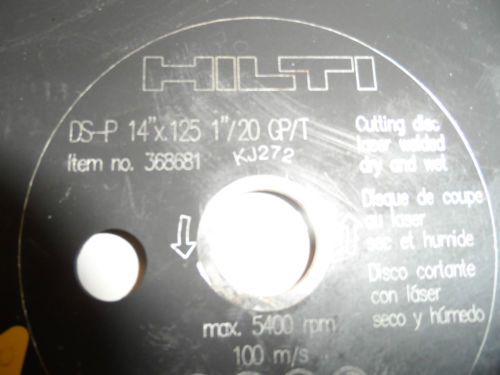 HILTI
DS-P 14"x.125 1"/20 GP/T
Item no. 368681
KJ272
Cutting disc
laser welded
dry and wet
Disque de coupe
au laser
sec et humide
Disco cortante
con láser
seco y húmedo
max. 5400 rpm
100 m/s